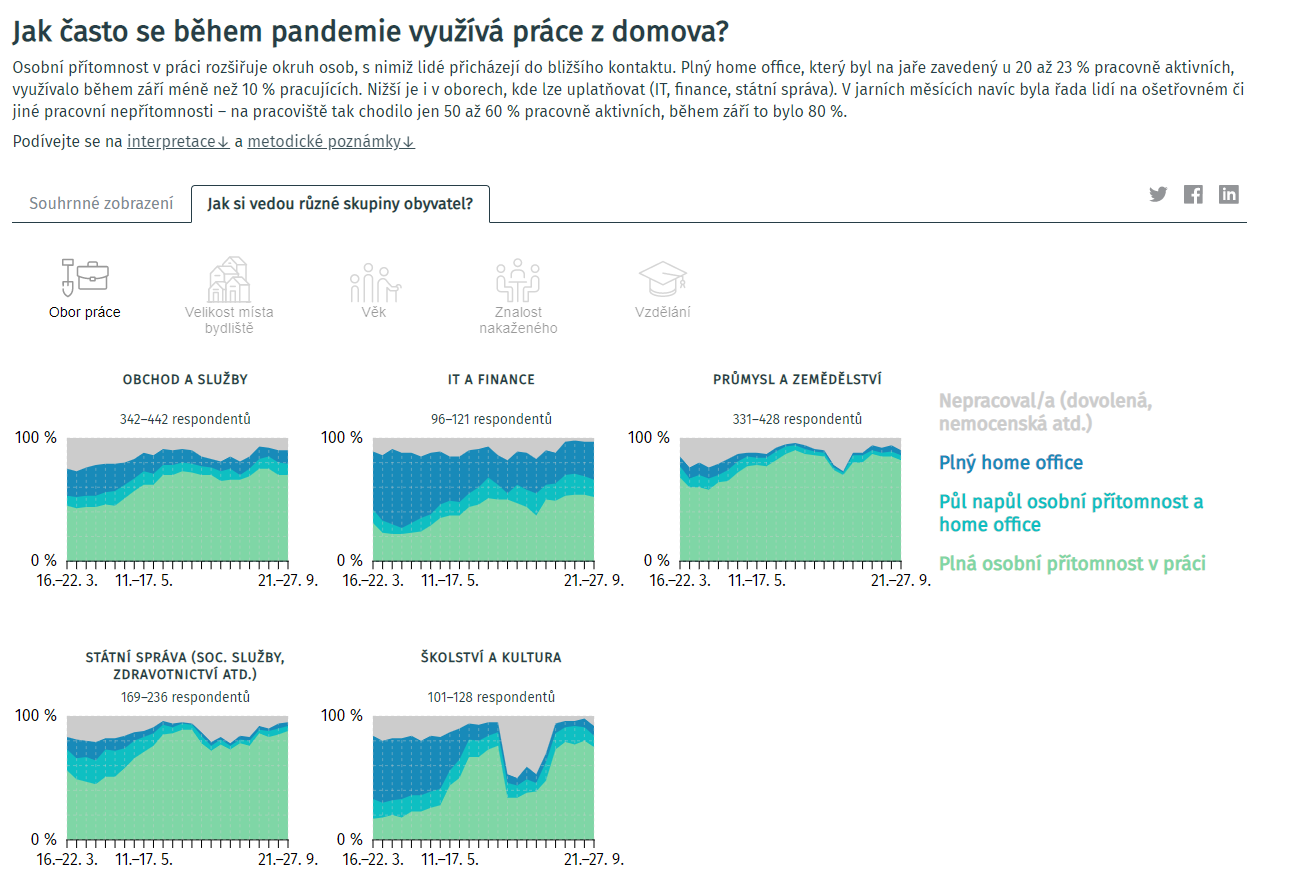 Jak často se během pandemie využívá práce z domova?
Osobní přítomnost v práci rozšiřuje okruh osob, s nimiž lidé přicházejí do bližšího kontaktu. Plný home office, který byl na jaře zavedený u 20 až 23 % pracovně aktivních,
využívalo během září méně než 10 % pracujících. Nižší je i v oborech, kde lze uplatňovat (IT, finance, státní správa). V jarních měsících navíc byla řada lidí na ošetřovném či
jiné pracovní nepřítomnosti – na pracoviště tak chodilo jen 50 až 60 % pracovně aktivních, během září to bylo 80 %.
Podívejte se na interpretace↓ a metodické poznámky↓
Souhrnné zobrazení
Jak si vedou různé skupiny obyvatel?
Obor práce
Velikost místa
bydliště
Věk
Znalost
nakaženého
Vzdělání
OBCHOD A SLUŽBY
342–442 respondentů
100 %
0 %
16.–22. 3.
11.–17. 5.
21.–27. 9.
IT A FINANCE
96–121 respondentů
100 %
0 %
16.–22. 3.
11.–17. 5.
21.–27. 9.
PRŮMYSL A ZEMĚDĚLSTVÍ
331–428 respondentů
100 %
0 %
16.–22. 3.
11.–17. 5.
21.–27. 9.
Nepracoval/a (dovolená,
nemocenská atd.)
Plný home office
Půl napůl osobní přítomnost a
home office
Plná osobní přítomnost v práci
STÁTNÍ SPRÁVA (SOC. SLUŽBY,
ZDRAVOTNICTVÍ ATD.)
169–236 respondentů
100 %
0 %
16.–22. 3.
11.–17. 5.
21.–27. 9.
ŠKOLSTVÍ A KULTURA
101–128 respondentů
100 %
0 %
16.–22. 3.
11.–17. 5.
21.–27. 9.